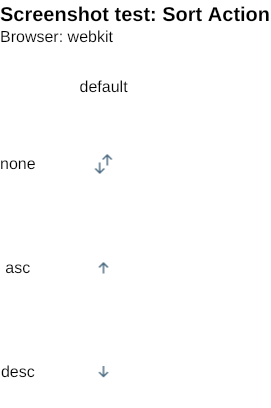 Screenshot test: Sort Action
Browser: webkit
default
none
asc
desc